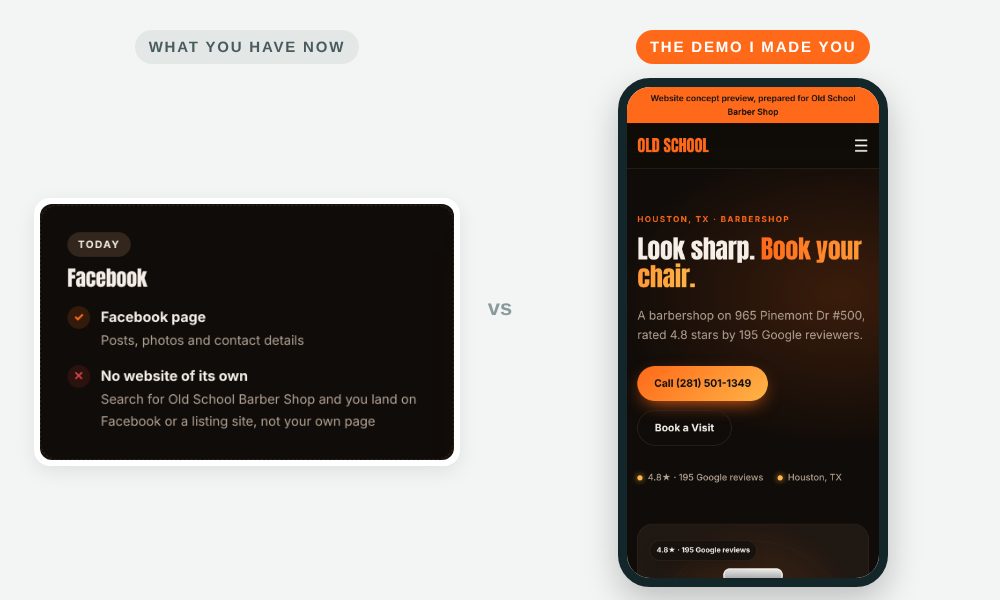 WHAT YOU HAVE NOW
TODAY
Facebook
Facebook page
Posts, photos and contact details
No website of its own
Search for Old School Barber Shop and you land on
Facebook or a listing site, not your own page
vs
THE DEMO I MADE YOU
Website concept preview, prepared for Old School
Barber Shop
OLD SCHOOL
HOUSTON, TX · BARBERSHOP
Look sharp. Book your
chair.
A barbershop on 965 Pinemont Dr #500,
rated 4.8 stars by 195 Google reviewers.
Call (281) 501-1349
Book a Visit
4.8★ · 195 Google reviews
Houston, TX
4.8★ · 195 Google reviews